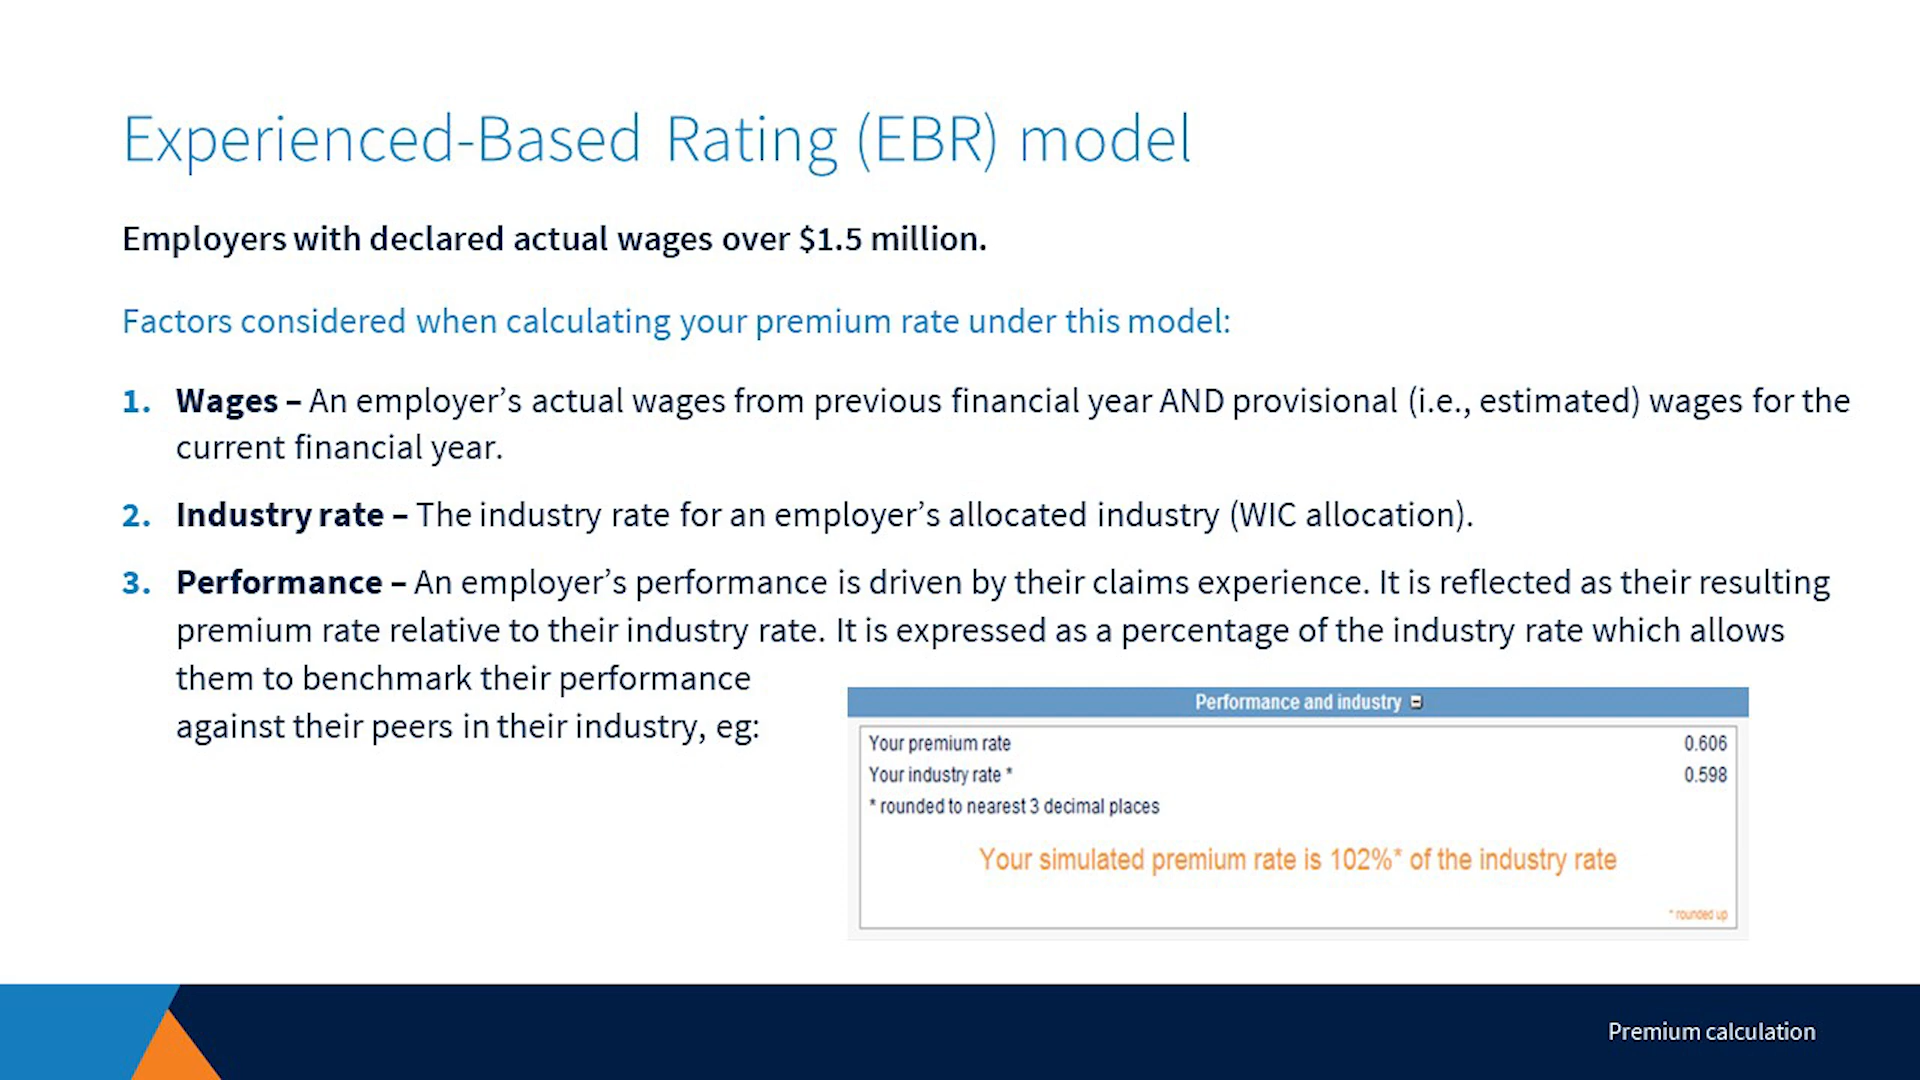 Experienced-Based Rating (EBR) model
Employers with declared actual wages over $1.5 million.
Factors considered when calculating your premium rate under this model:
1. Wages – An employer’s actual wages from previous financial year AND provisional (i.e., estimated) wages for the
current financial year.
2. Industry rate – The industry rate for an employer’s allocated industry (WIC allocation).
3. Performance – An employer’s performance is driven by their claims experience. It is reflected as their resulting
premium rate relative to their industry rate. It is expressed as a percentage of the industry rate which allows
them to benchmark their performance
against their peers in their industry, eg:
Performance and industry
Your premium rate 0.606
Your industry rate * 0.598
* rounded to nearest 3 decimal places
Your simulated premium rate is 102%* of the industry rate
* rounded up
Premium calculation